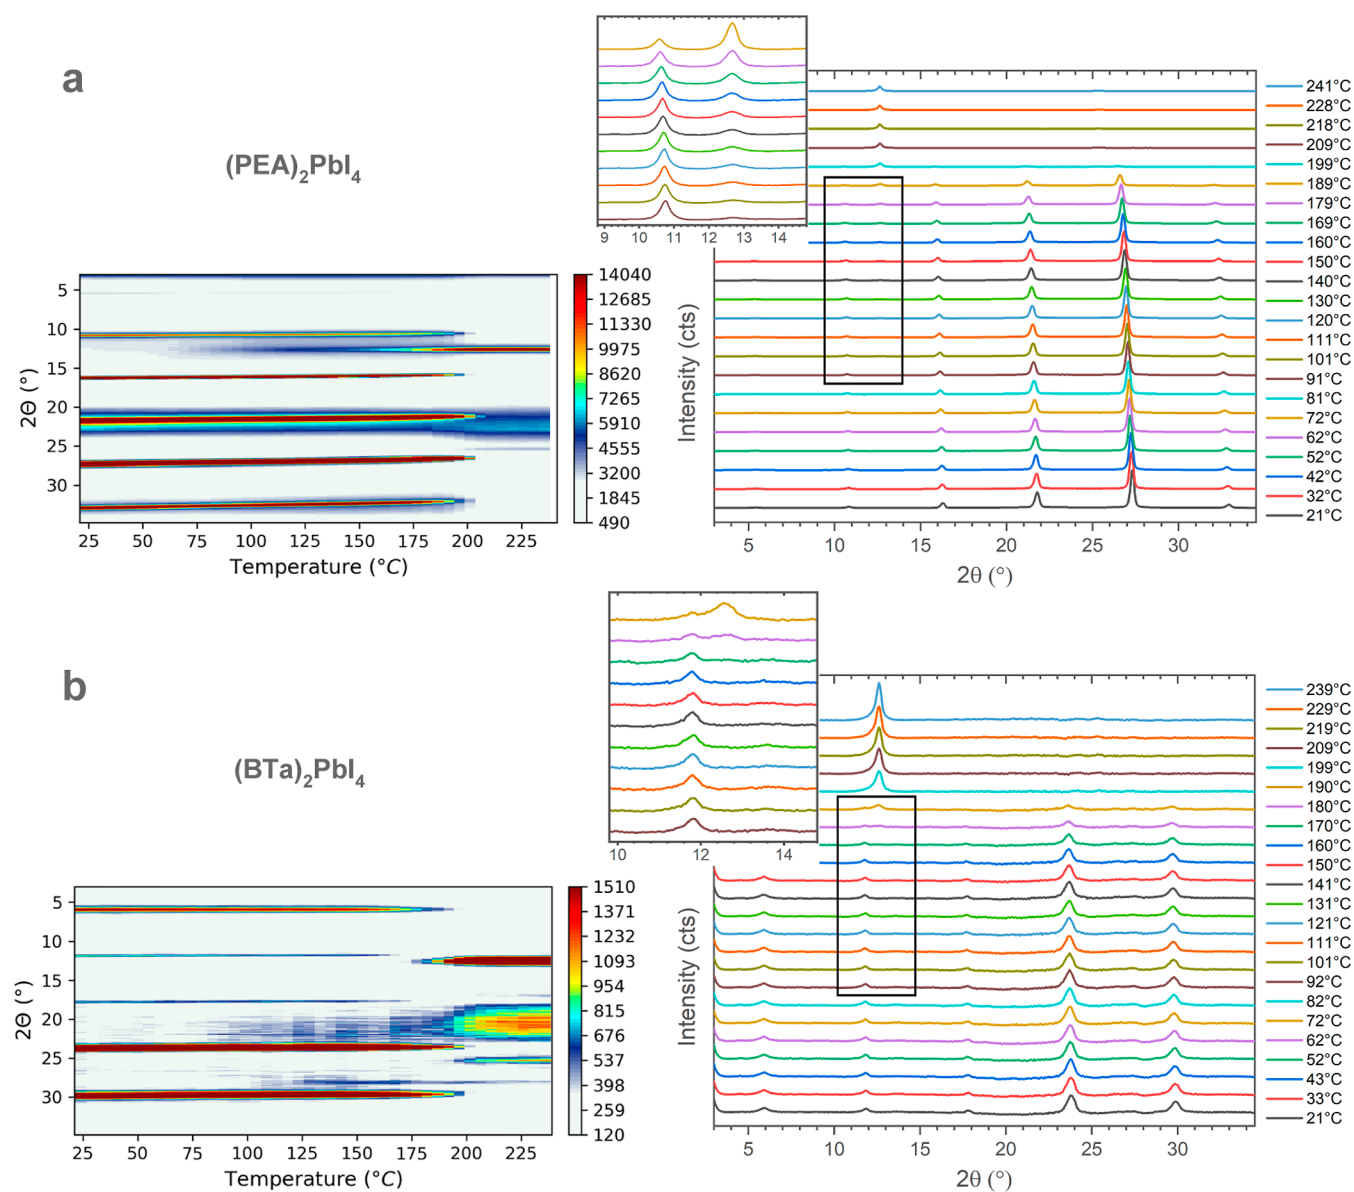 a
(PEA)2PbI4
9 10 11 12 13 14
241°C
228°C
218°C
209°C
199°C
189°C
179°C
169°C
160°C
150°C
140°C
130°C
120°C
111°C
101°C
91°C
81°C
72°C
62°C
52°C
42°C
32°C
21°C
Intensity (cts)
5 10 15 20 25 30
2θ (°)
2Θ (°)
5
10
15
20
25
30
25 50 75 100 125 150 175 200 225
Temperature (°C)
14040
12685
11330
9975
8620
7265
5910
4555
3200
1845
490
b
(BTa)2PbI4
10 12 14
239°C
229°C
219°C
209°C
199°C
190°C
180°C
170°C
160°C
150°C
141°C
131°C
121°C
111°C
101°C
92°C
82°C
72°C
62°C
52°C
43°C
33°C
21°C
Intensity (cts)
5 10 15 20 25 30
2θ (°)
2Θ (°)
5
10
15
20
25
30
25 50 75 100 125 150 175 200 225
Temperature (°C)
1510
1371
1232
1093
954
815
676
537
398
259
120